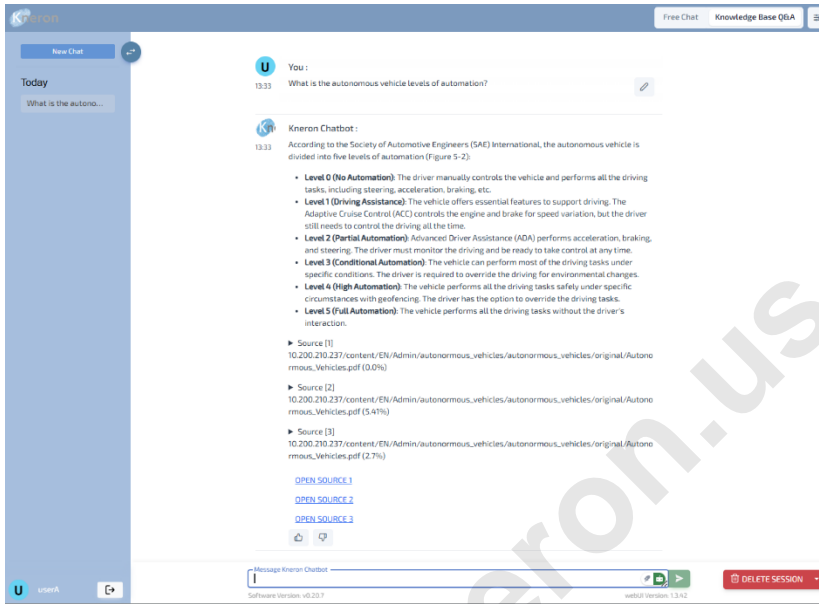 Kneron
Free Chat
Knowledge Base Q&A
New Chat
Today
What is the autono...
U
You :
13:33
What is the autonomous vehicle levels of automation?
Kn
Kneron Chatbot :
13:33
According to the Society of Automotive Engineers (SAE) International, the autonomous vehicle is
divided into five levels of automation (Figure 5-2):
• Level 0 (No Automation): The driver manually controls the vehicle and performs all the driving
tasks, including steering, acceleration, braking, etc.
• Level 1 (Driving Assistance): The vehicle offers essential features to support driving. The
Adaptive Cruise Control (ACC) controls the engine and brake for speed variation, but the driver
still needs to control the driving all the time.
• Level 2 (Partial Automation): Advanced Driver Assistance (ADA) performs acceleration, braking,
and steering. The driver must monitor the driving and be ready to take control at any time.
• Level 3 (Conditional Automation): The vehicle can perform most of the driving tasks under
specific conditions. The driver is required to override the driving for environmental changes.
• Level 4 (High Automation): The vehicle performs all the driving tasks safely under specific
circumstances with geofencing. The driver has the option to override the driving tasks.
• Level 5 (Full Automation): The vehicle performs all the driving tasks without the driver's
interaction.
▶ Source [1]
10.200.210.237/content/EN/Admin/autonormous_vehicles/autonormous_vehicles/original/Autono
rmous_Vehicles.pdf (0.0%)
▶ Source [2]
10.200.210.237/content/EN/Admin/autonormous_vehicles/autonormous_vehicles/original/Autono
rmous_Vehicles.pdf (5.41%)
▶ Source [3]
10.200.210.237/content/EN/Admin/autonormous_vehicles/autonormous_vehicles/original/Autono
rmous_Vehicles.pdf (2.7%)
OPEN SOURCE 1
OPEN SOURCE 2
OPEN SOURCE 3
Message Kneron Chatbot
DELETE SESSION
U
userA
Software Version: v0.20.7
webUI Version: 1.3.42
eron.us